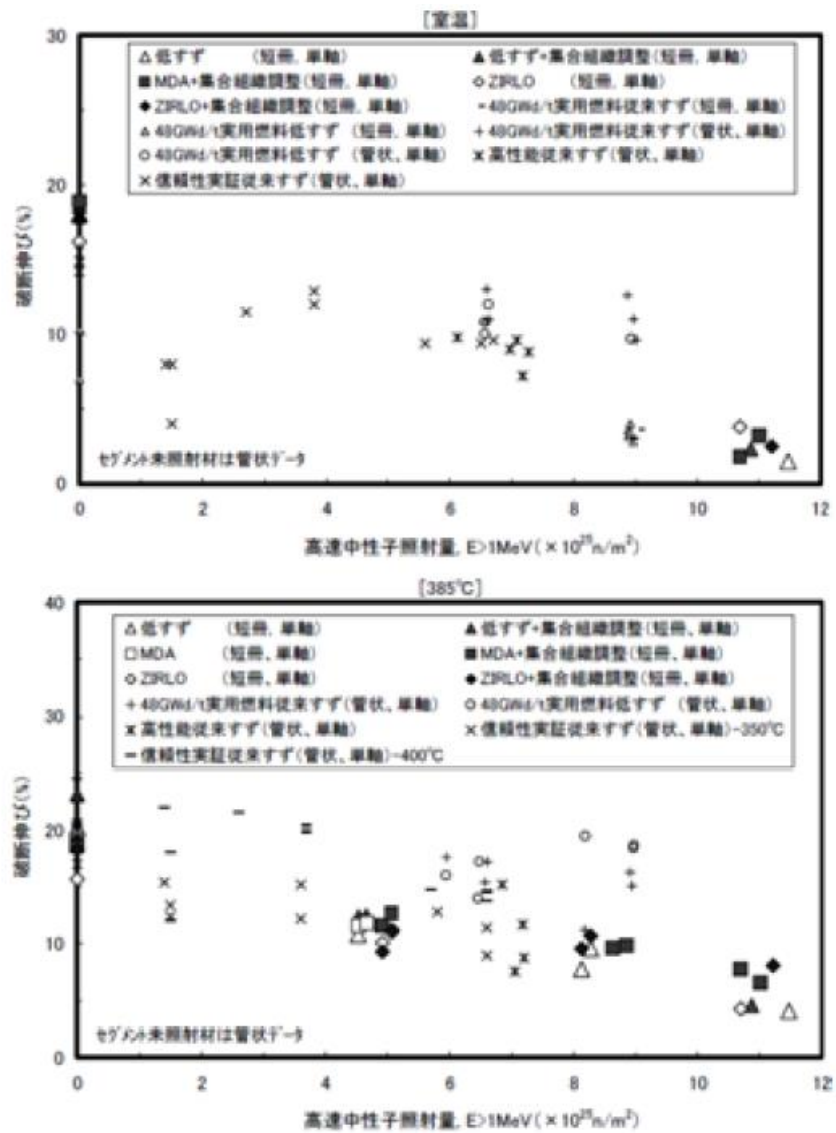 [室温]
30
△ 低すず (短冊, 単軸) ▲ 低すず+集合組織調整(短冊, 単軸)
■ MDA+集合組織調整(短冊, 単軸) ◇ ZIRLO (短冊, 単軸)
◆ ZIRLO+集合組織調整(短冊, 単軸) - 48GWd/t実用燃料従来すず(短冊, 単軸)
▵ 48GWd/t実用燃料低すず (短冊, 単軸) + 48GWd/t実用燃料従来すず(管状、単軸)
○ 48GWd/t実用燃料低すず (管状、単軸) ж 高性能従来すず(管状、単軸)
× 信頼性実証従来すず(管状、単軸)
20
破断伸び(%)
10
セグメント未照射材は管状データ
0
0 2 4 6 8 10 12
高速中性子照射量, E>1MeV(×10²⁵n/m²)
[385℃]
40
△ 低すず (短冊, 単軸) ▲ 低すず+集合組織調整(短冊, 単軸)
□ MDA (短冊、単軸) ■ MDA+集合組織調整(短冊, 単軸)
◇ ZIRLO (短冊、単軸) ◆ ZIRLO+集合組織調整(短冊、単軸)
+ 48GWd/t実用燃料従来すず(管状、単軸) ○ 48GWd/t実用燃料低すず (管状、単軸)
ж 高性能従来すず(管状、単軸) × 信頼性実証従来すず(管状、単軸)-350℃
- 信頼性実証従来すず(管状、単軸)-400℃
30
破断伸び(%)
20
10
セグメント未照射材は管状データ
0
0 2 4 6 8 10 12
高速中性子照射量, E>1MeV(×10²⁵n/m²)